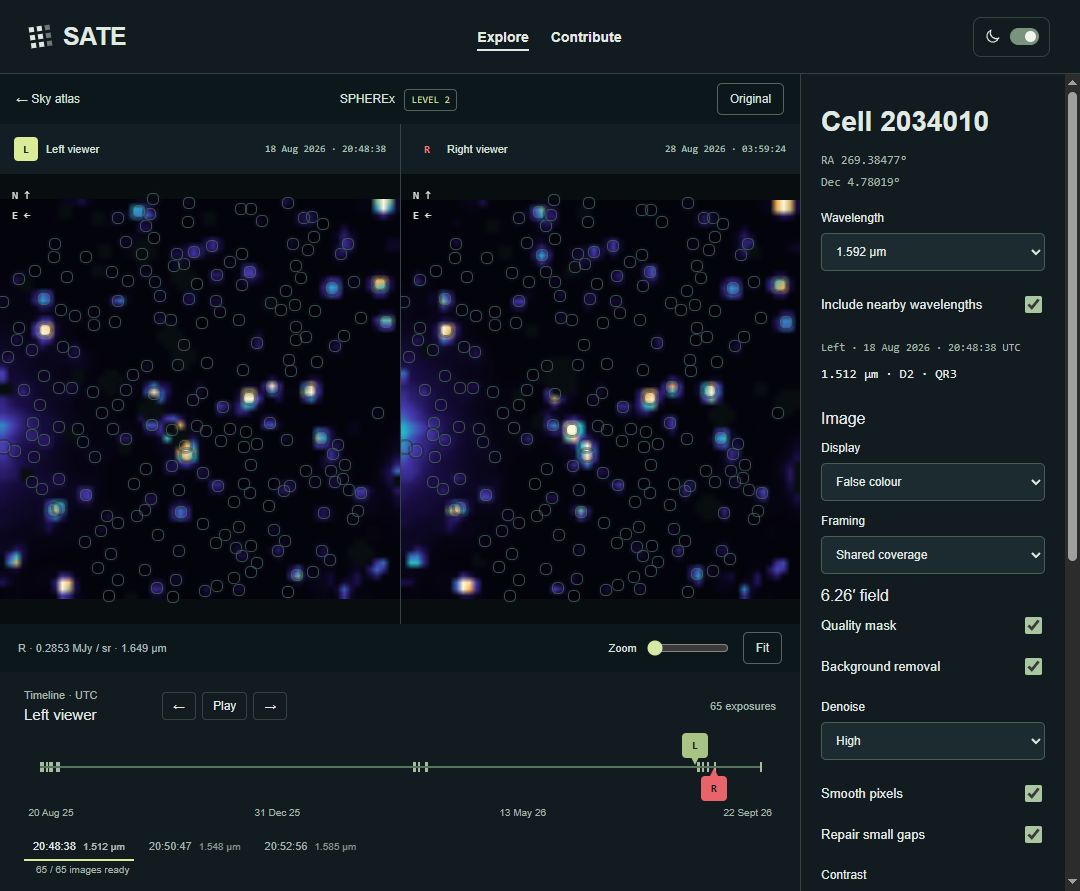 SATE
Explore Contribute
← Sky atlas
SPHEREx LEVEL 2
Original
L Left viewer 18 Aug 2026 · 20:48:38
R Right viewer 28 Aug 2026 · 03:59:24
N ↑
E ←
N ↑
E ←
R · 0.2853 MJy / sr · 1.649 µm
Zoom
Fit
Timeline · UTC
Left viewer
← Play →
65 exposures
L
R
20 Aug 25 31 Dec 25 13 May 26 22 Sept 26
20:48:38 1.512 µm 20:50:47 1.548 µm 20:52:56 1.585 µm
65 / 65 images ready
Cell 2034010
RA 269.38477°
Dec 4.78019°
Wavelength
1.592 µm
Include nearby wavelengths
Left · 18 Aug 2026 · 20:48:38 UTC
1.512 µm · D2 · QR3
Image
Display
False colour
Framing
Shared coverage
6.26′ field
Quality mask
Background removal
Denoise
High
Smooth pixels
Repair small gaps
Contrast